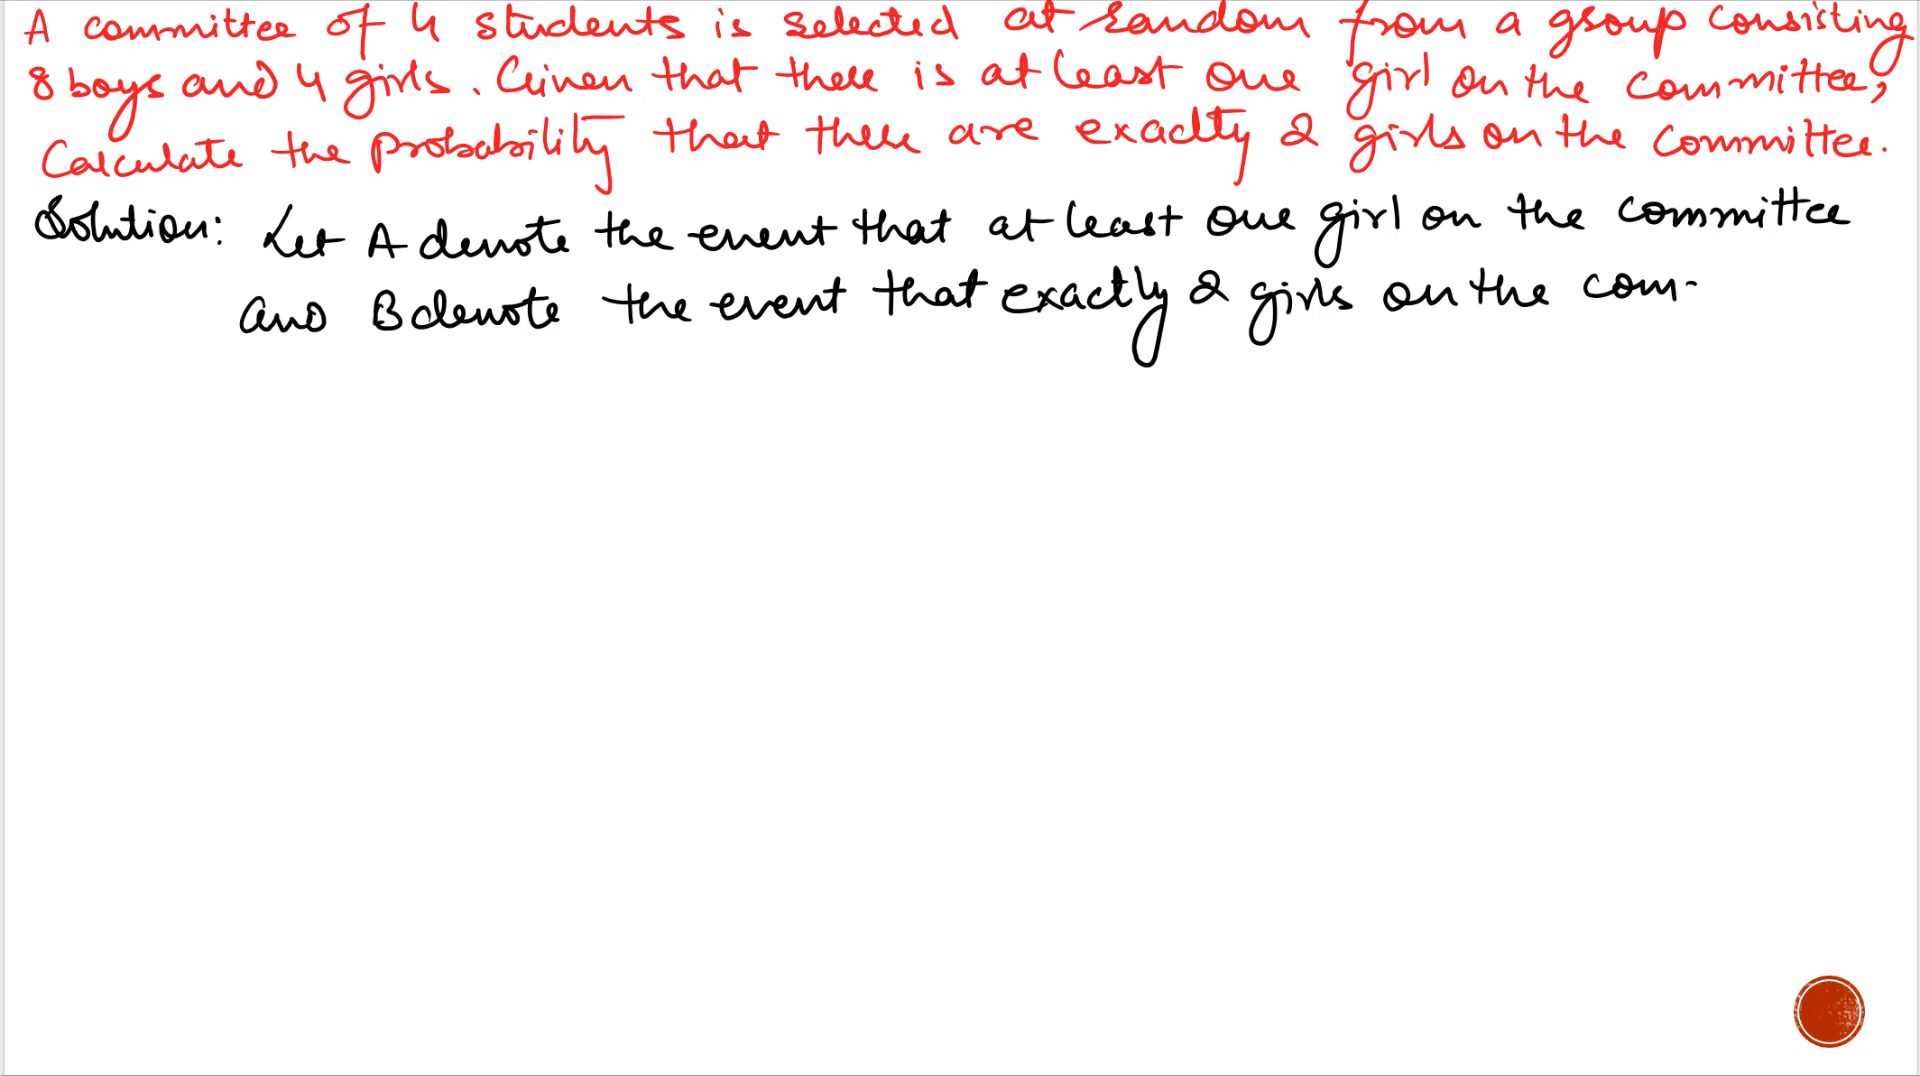 A committee of 4 students is selected at random from a group consisting
8 boys and 4 girls. Given that there is at least one girl on the committee,
Calculate the probability that there are exactly 2 girls on the committee.
Solution: Let A denote the event that at least one girl on the committee
and B denote the event that exactly 2 girls on the com-